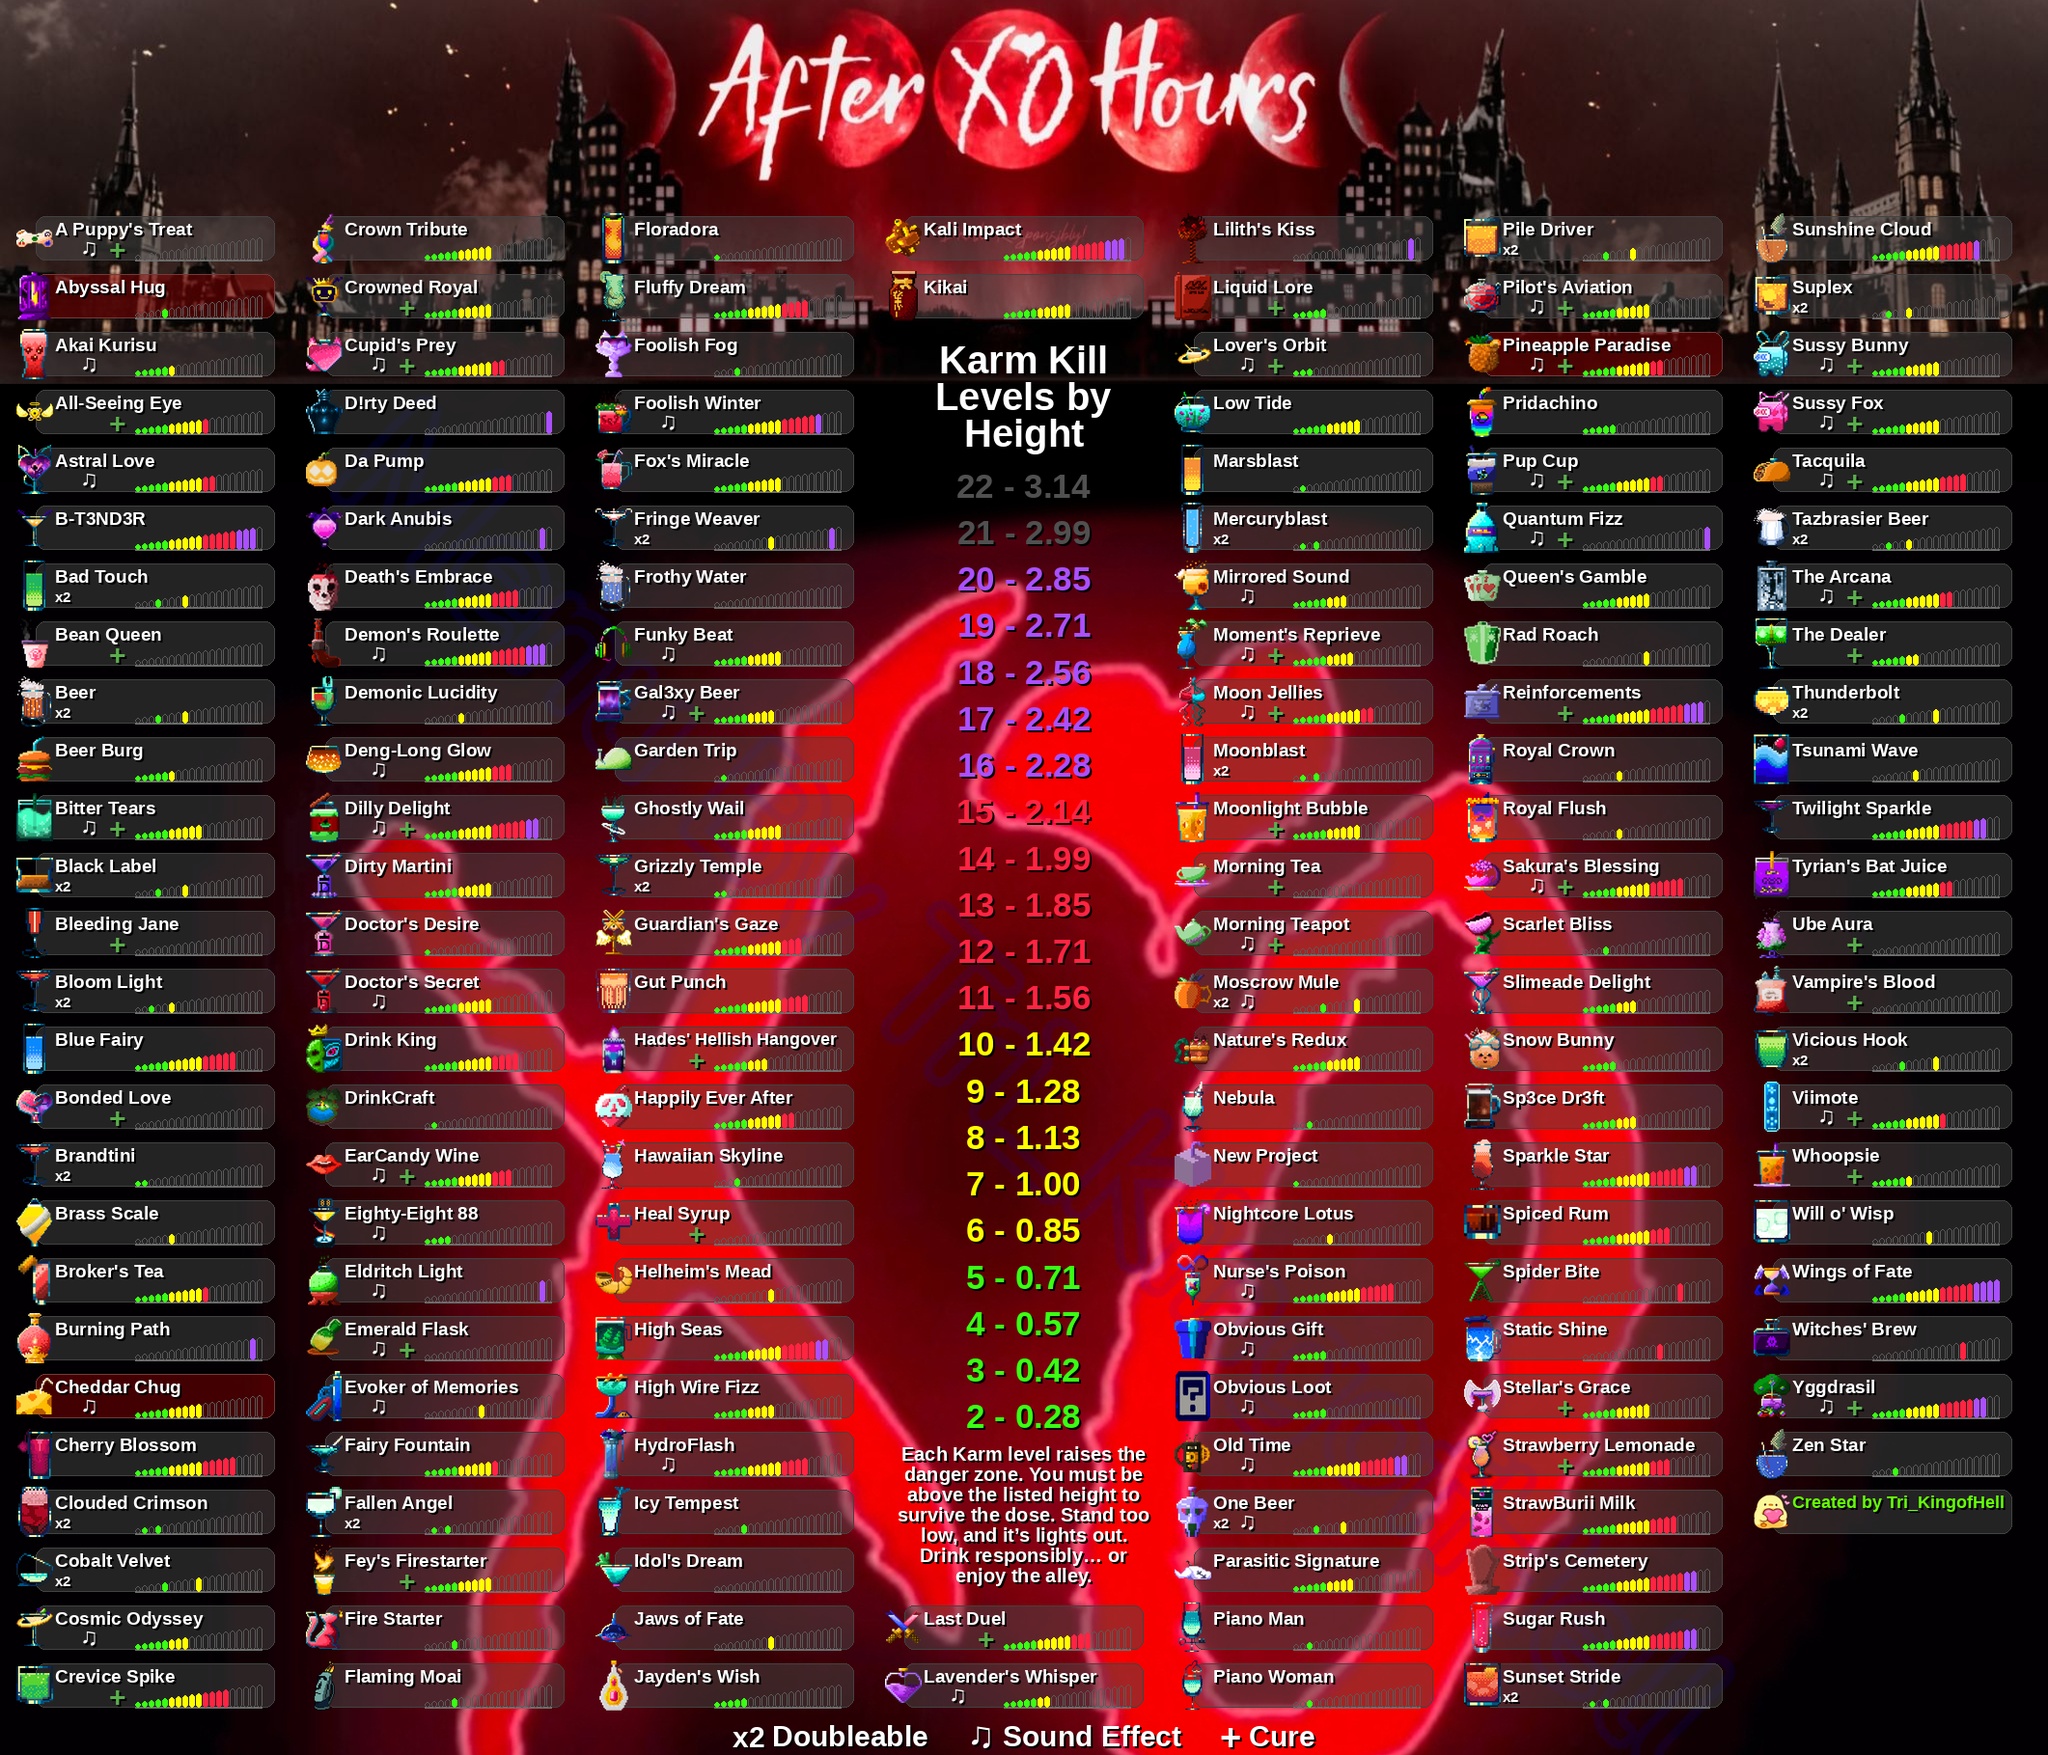 After XO Hours
A Puppy's Treat
♫ +
Abyssal Hug
Akai Kurisu
♫
All-Seeing Eye
+
Astral Love
♫
B-T3ND3R
Bad Touch
x2
Bean Queen
+
Beer
x2
Beer Burg
Bitter Tears
♫ +
Black Label
x2
Bleeding Jane
+
Bloom Light
x2
Blue Fairy
Bonded Love
+
Brandtini
x2
Brass Scale
Broker's Tea
Burning Path
Cheddar Chug
♫
Cherry Blossom
Clouded Crimson
x2
Cobalt Velvet
x2
Cosmic Odyssey
♫
Crevice Spike
+
Crown Tribute
Crowned Royal
+
Cupid's Prey
♫ +
D!rty Deed
Da Pump
Dark Anubis
Death's Embrace
Demon's Roulette
♫
Demonic Lucidity
Deng-Long Glow
♫
Dilly Delight
♫ +
Dirty Martini
Doctor's Desire
Doctor's Secret
♫
Drink King
DrinkCraft
EarCandy Wine
♫ +
Eighty-Eight 88
♫
Eldritch Light
♫
Emerald Flask
♫ +
Evoker of Memories
♫
Fairy Fountain
Fallen Angel
x2
Fey's Firestarter
+
Fire Starter
Flaming Moai
Floradora
Fluffy Dream
Foolish Fog
Foolish Winter
♫
Fox's Miracle
Fringe Weaver
x2
Frothy Water
Funky Beat
♫
Gal3xy Beer
♫ +
Garden Trip
Ghostly Wail
Grizzly Temple
x2
Guardian's Gaze
Gut Punch
Hades' Hellish Hangover
+
Happily Ever After
Hawaiian Skyline
Heal Syrup
+
Helheim's Mead
High Seas
High Wire Fizz
HydroFlash
♫
Icy Tempest
Idol's Dream
Jaws of Fate
Jayden's Wish
Kali Impact
Kikai
Karm Kill
Levels by
Height
22 - 3.14
21 - 2.99
20 - 2.85
19 - 2.71
18 - 2.56
17 - 2.42
16 - 2.28
15 - 2.14
14 - 1.99
13 - 1.85
12 - 1.71
11 - 1.56
10 - 1.42
9 - 1.28
8 - 1.13
7 - 1.00
6 - 0.85
5 - 0.71
4 - 0.57
3 - 0.42
2 - 0.28
Each Karm level raises the
danger zone. You must be
above the listed height to
survive the dose. Stand too
low, and it's lights out.
Drink responsibly… or
enjoy the alley.
Last Duel
+
Lavender's Whisper
♫
Lilith's Kiss
Liquid Lore
+
Lover's Orbit
♫ +
Low Tide
Marsblast
Mercuryblast
x2
Mirrored Sound
♫
Moment's Reprieve
♫ +
Moon Jellies
♫ +
Moonblast
x2
Moonlight Bubble
+
Morning Tea
+
Morning Teapot
♫ +
Moscrow Mule
x2 ♫
Nature's Redux
Nebula
New Project
Nightcore Lotus
Nurse's Poison
♫
Obvious Gift
♫
Obvious Loot
♫
Old Time
♫
One Beer
x2 ♫
Parasitic Signature
Piano Man
Piano Woman
Pile Driver
x2
Pilot's Aviation
♫ +
Pineapple Paradise
♫ +
Pridachino
Pup Cup
♫ +
Quantum Fizz
♫ +
Queen's Gamble
Rad Roach
Reinforcements
+
Royal Crown
Royal Flush
Sakura's Blessing
♫ +
Scarlet Bliss
Slimeade Delight
Snow Bunny
Sp3ce Dr3ft
Sparkle Star
Spiced Rum
Spider Bite
Static Shine
Stellar's Grace
+
Strawberry Lemonade
+
StrawBurii Milk
Strip's Cemetery
Sugar Rush
Sunset Stride
x2
Sunshine Cloud
Suplex
x2
Sussy Bunny
♫ +
Sussy Fox
♫ +
Tacquila
♫ +
Tazbrasier Beer
x2
The Arcana
♫ +
The Dealer
+
Thunderbolt
x2
Tsunami Wave
Twilight Sparkle
Tyrian's Bat Juice
Ube Aura
+
Vampire's Blood
+
Vicious Hook
x2
Viimote
♫ +
Whoopsie
+
Will o' Wisp
Wings of Fate
Witches' Brew
Yggdrasil
♫ +
Zen Star
Created by Tri_KingofHell
x2 Doubleable ♫ Sound Effect + Cure